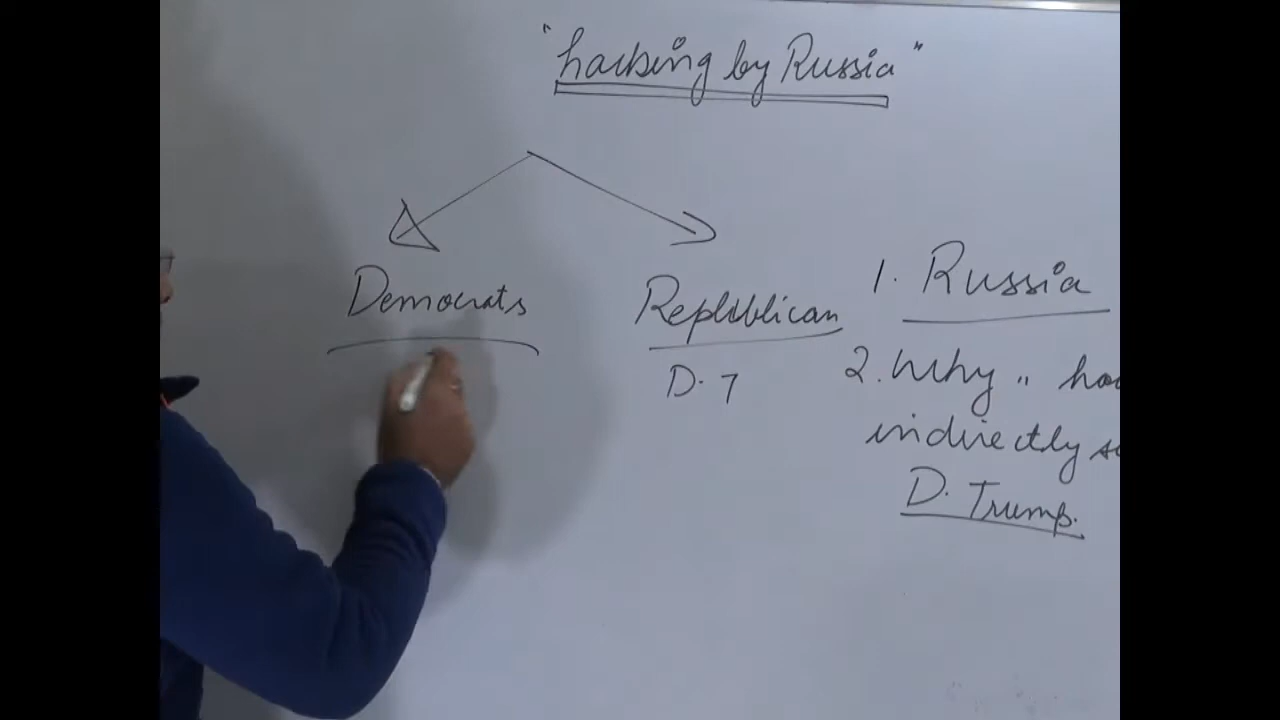 "hacking by Russia"
Democrats
Republican
D. T
1. Russia
2. Why " ha
indirectly s
D. Trump.